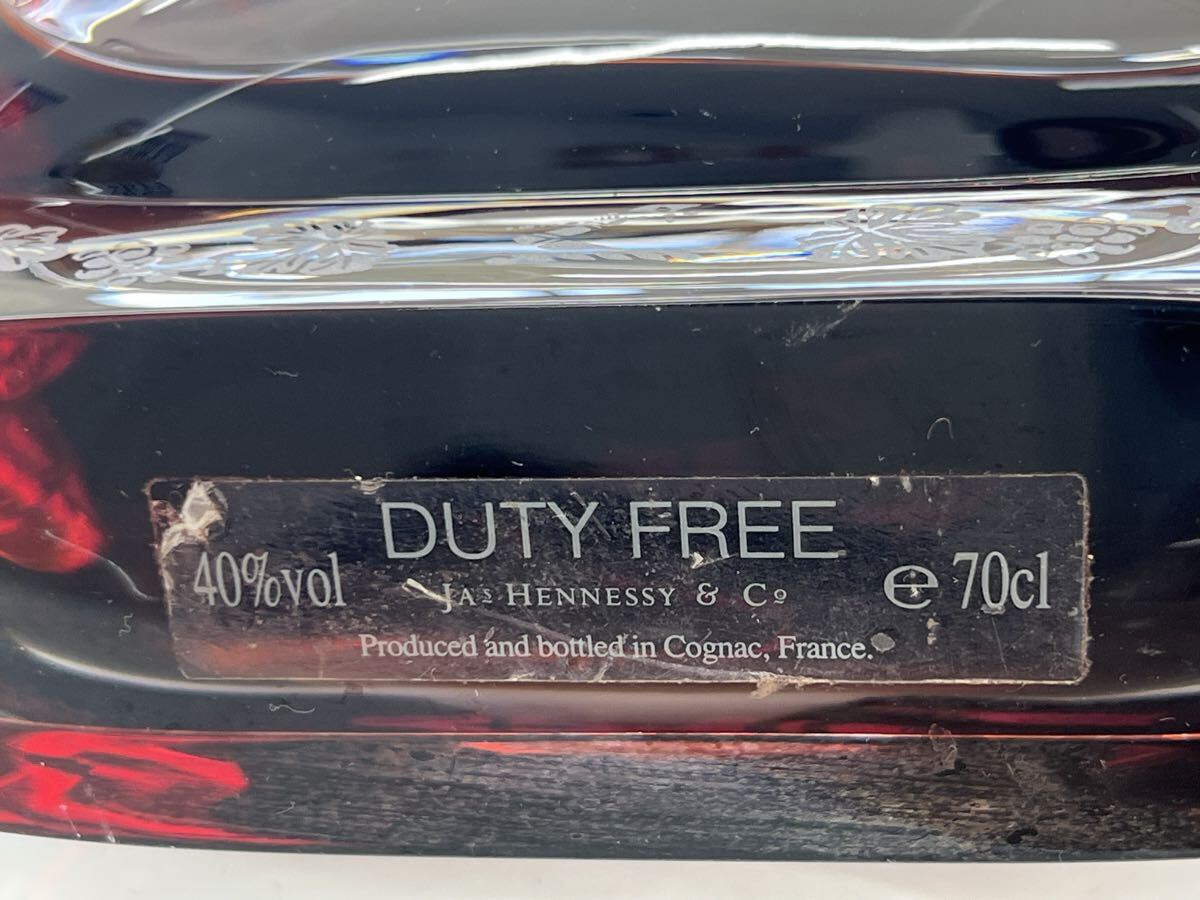 DUTY FREE
40%vol JAS HENNESSY & Cº ℮ 70cl
Produced and bottled in Cognac, France.